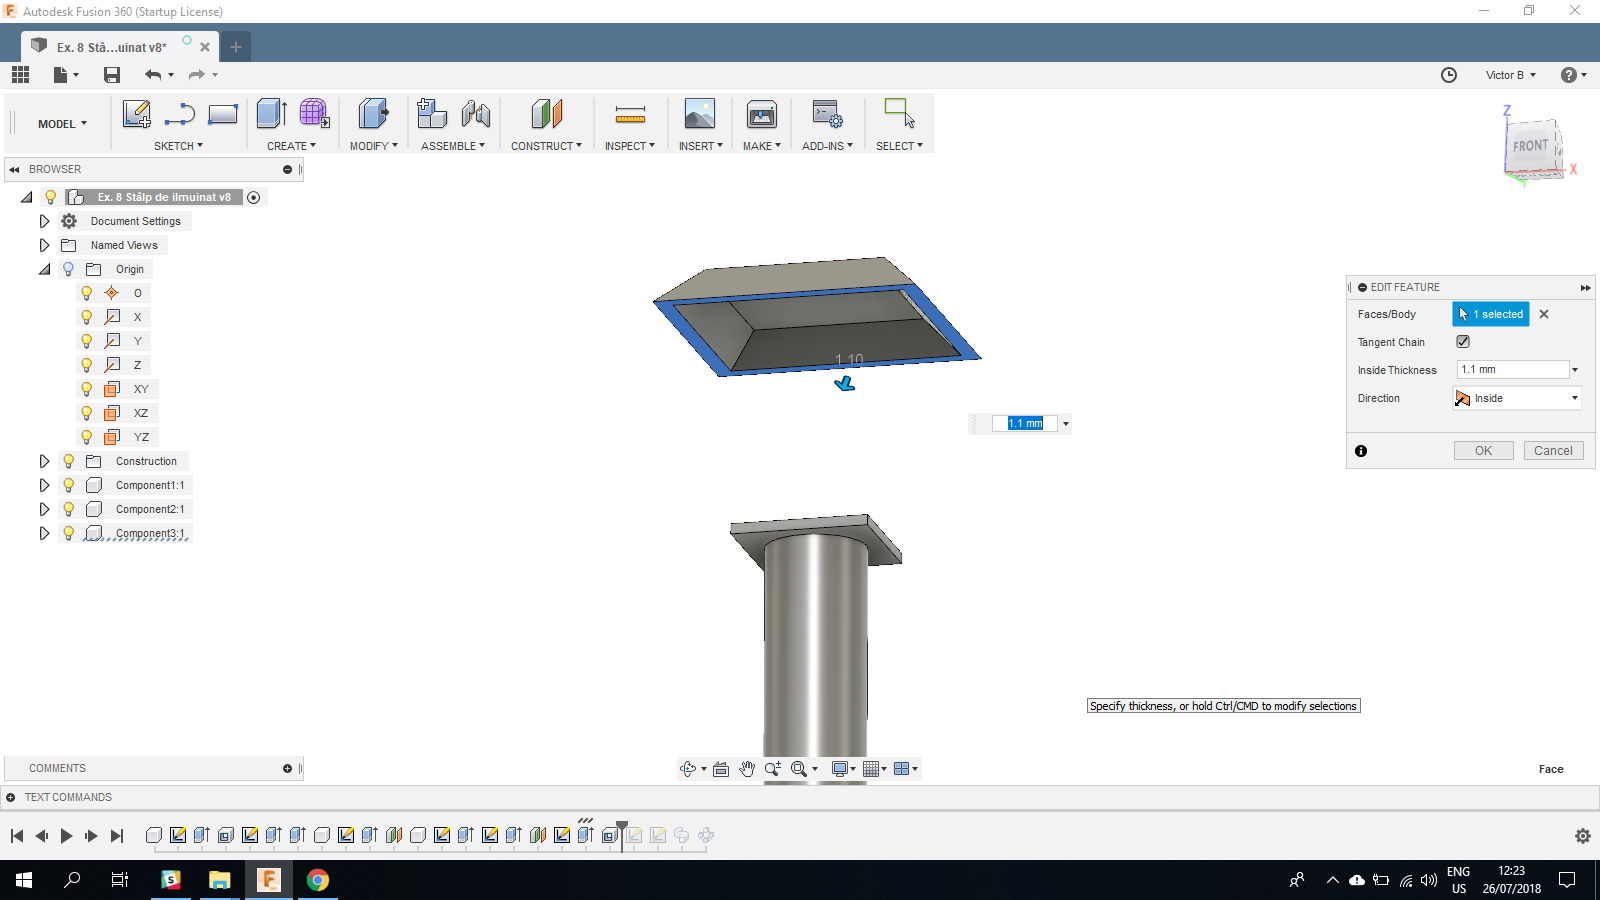 Autodesk Fusion 360 (Startup License)
Ex. 8 Stâ...uinat v8*
Victor B
MODEL
SKETCH
CREATE
MODIFY
ASSEMBLE
CONSTRUCT
INSPECT
INSERT
MAKE
ADD-INS
SELECT
Z
FRONT
X
Y
BROWSER
Ex. 8 Stâlp de ilmuinat v8
Document Settings
Named Views
Origin
O
X
Y
Z
XY
XZ
YZ
Construction
Component1:1
Component2:1
Component3:1
1.10
1.1 mm
EDIT FEATURE
Faces/Body
1 selected
Tangent Chain
Inside Thickness
1.1 mm
Direction
Inside
OK
Cancel
Specify thickness, or hold Ctrl/CMD to modify selections
COMMENTS
Face
TEXT COMMANDS
ENG
US
12:23
26/07/2018